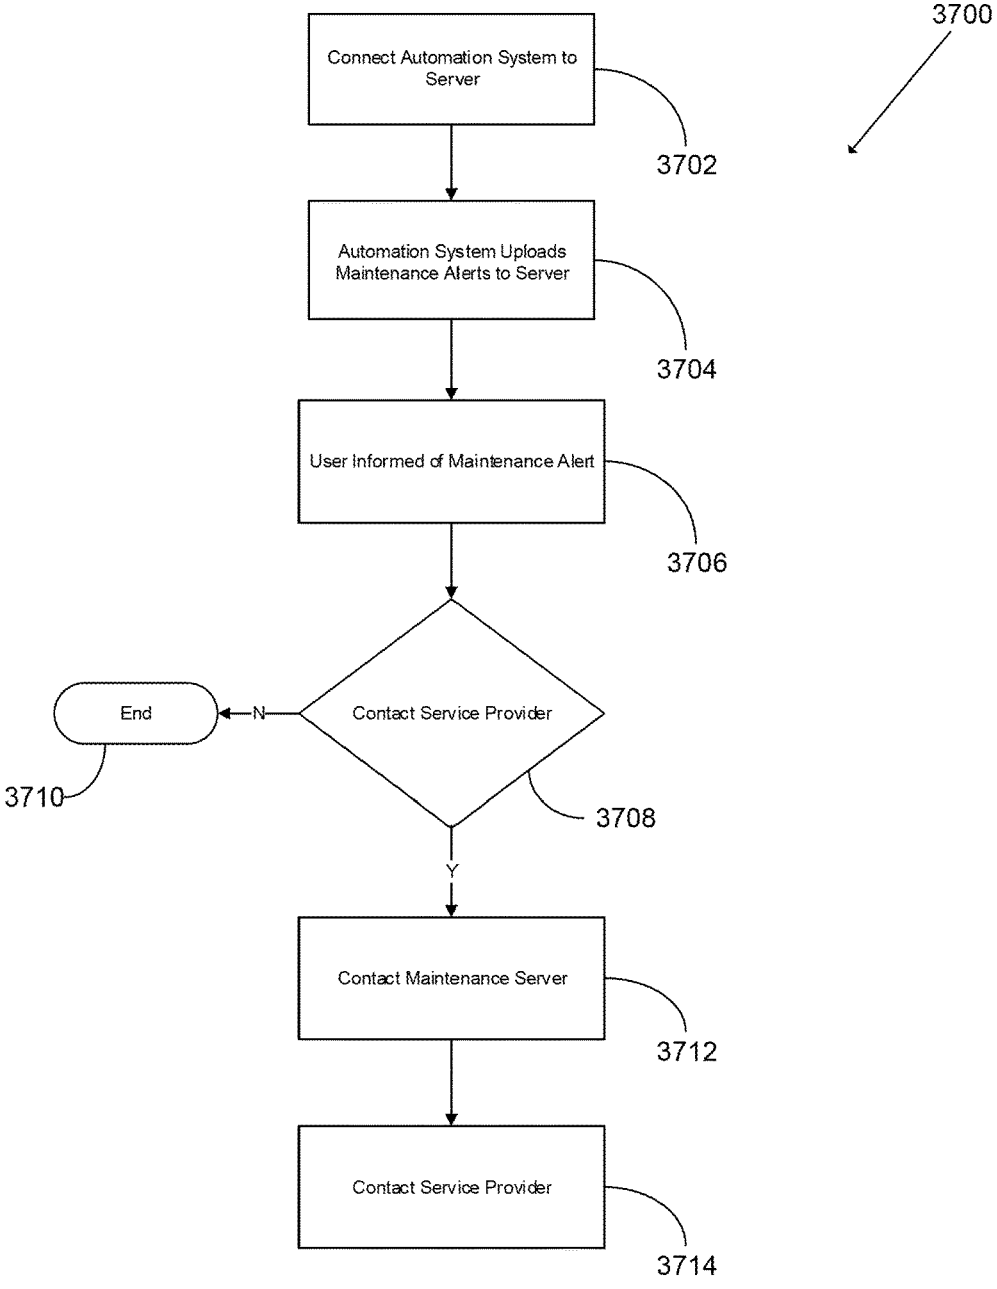 3700
Connect Automation System to
Server
3702
Automation System Uploads
Maintenance Alerts to Server
3704
User Informed of Maintenance Alert
3706
Contact Service Provider
N
End
3710
3708
Y
Contact Maintenance Server
3712
Contact Service Provider
3714